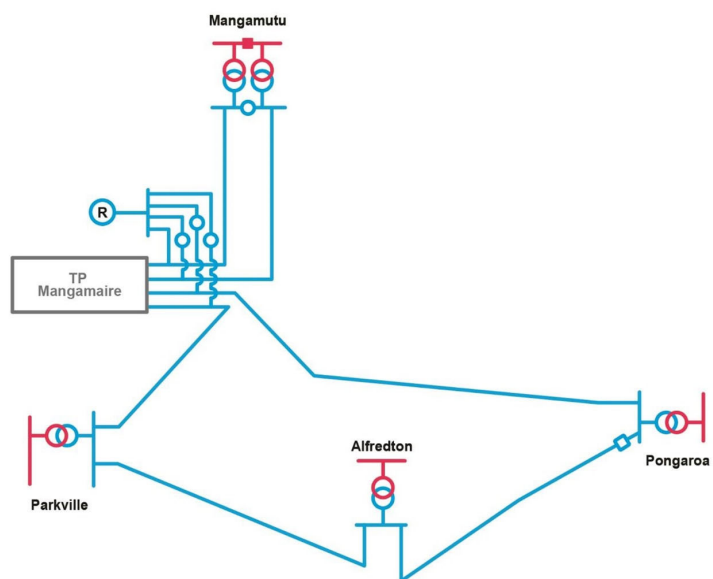 Mangamutu
R
TP
Mangamaire
Alfredton
Pongaroa
Parkville